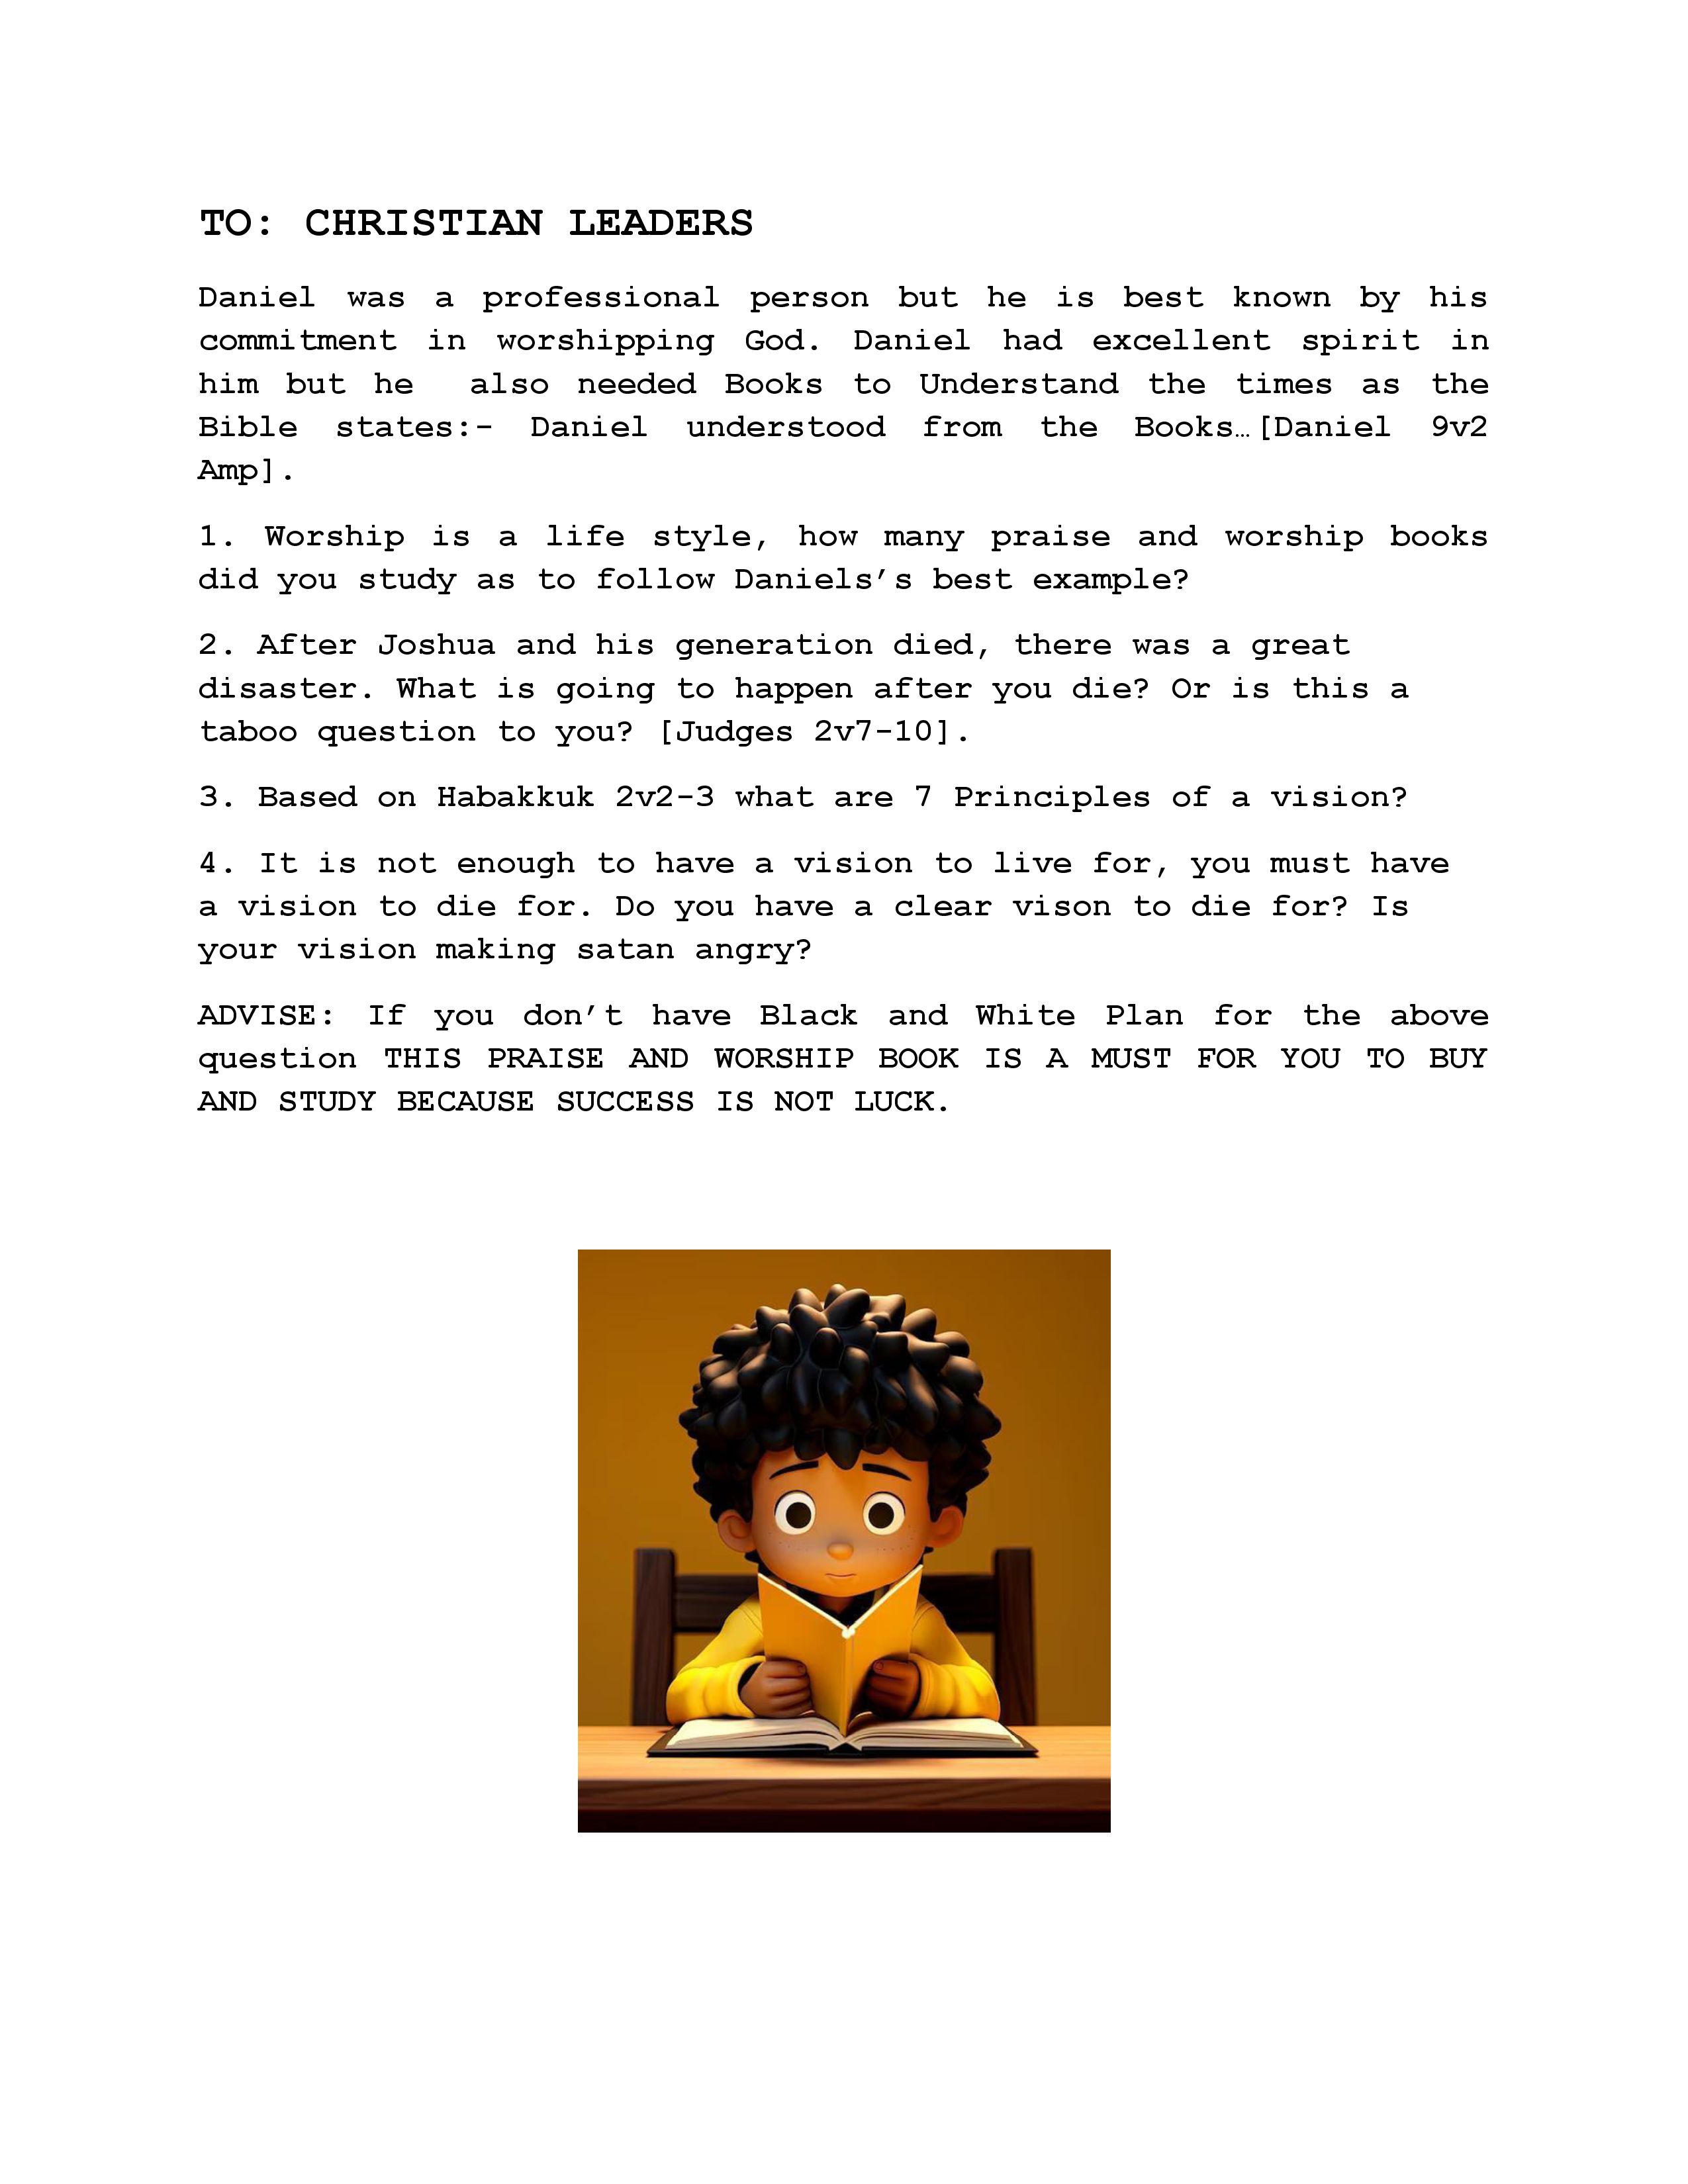 TO: CHRISTIAN LEADERS
Daniel was a professional person but he is best known by his
commitment in worshipping God. Daniel had excellent spirit in
him but he also needed Books to Understand the times as the
Bible states:- Daniel understood from the Books…[Daniel 9v2
Amp].
1. Worship is a life style, how many praise and worship books
did you study as to follow Daniels’s best example?
2. After Joshua and his generation died, there was a great
disaster. What is going to happen after you die? Or is this a
taboo question to you? [Judges 2v7-10].
3. Based on Habakkuk 2v2-3 what are 7 Principles of a vision?
4. It is not enough to have a vision to live for, you must have
a vision to die for. Do you have a clear vison to die for? Is
your vision making satan angry?
ADVISE: If you don’t have Black and White Plan for the above
question THIS PRAISE AND WORSHIP BOOK IS A MUST FOR YOU TO BUY
AND STUDY BECAUSE SUCCESS IS NOT LUCK.